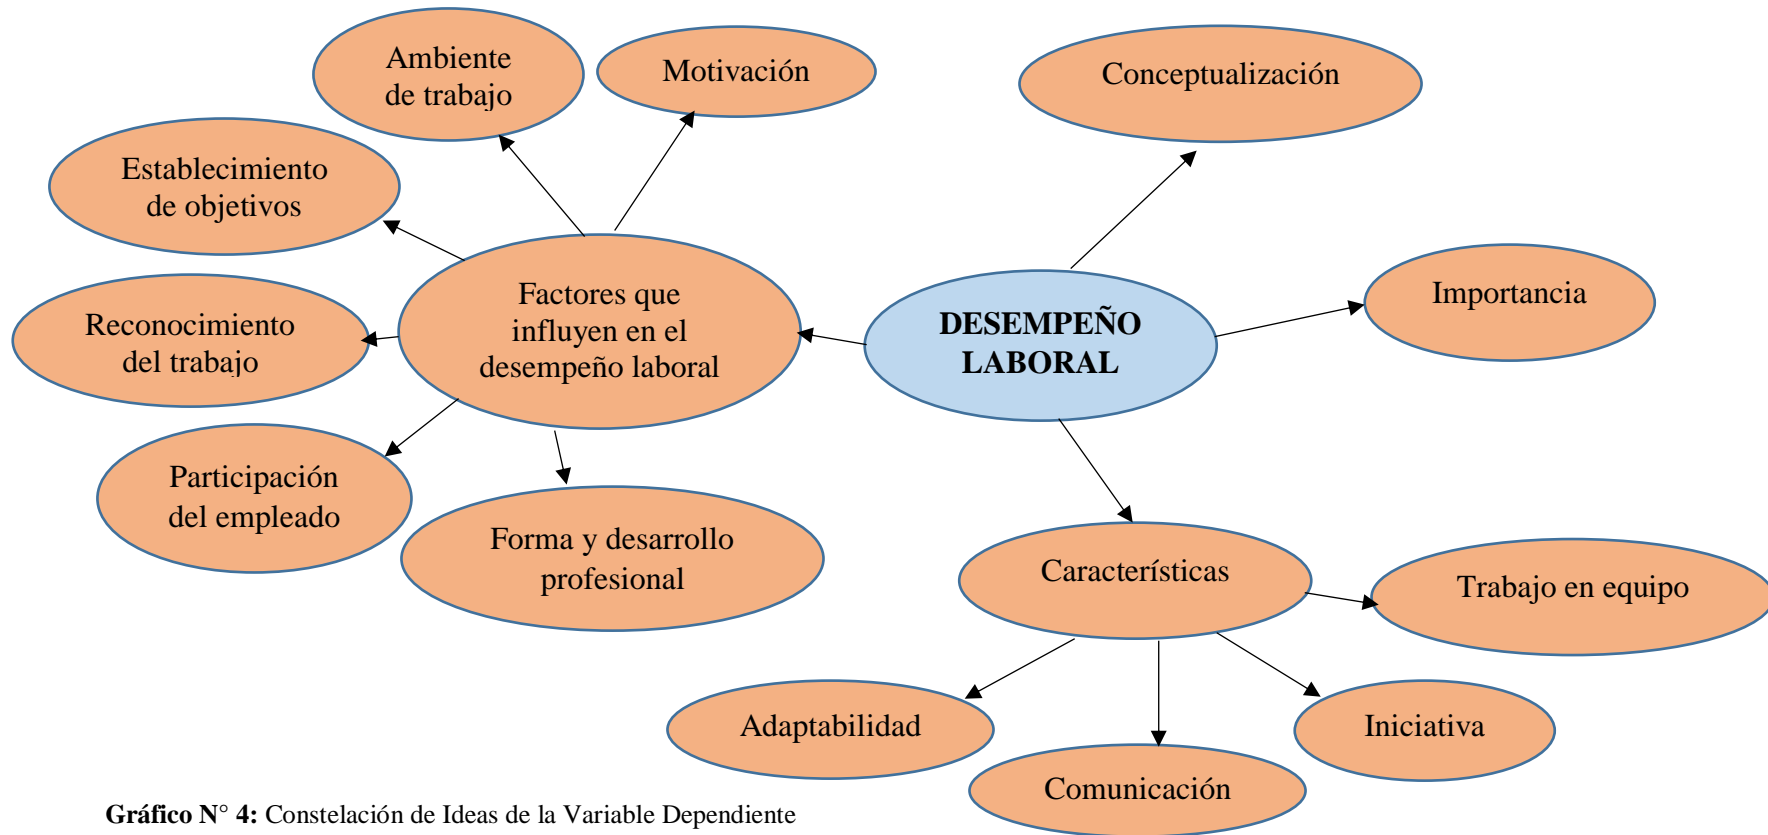 Ambiente
de trabajo
Motivación
Conceptualización
Establecimiento
de objetivos
Factores que
influyen en el
desempeño laboral
DESEMPEÑO
LABORAL
Importancia
Reconocimiento
del trabajo
Participación
del empleado
Forma y desarrollo
profesional
Características
Trabajo en equipo
Adaptabilidad
Comunicación
Iniciativa
Gráfico N° 4: Constelación de Ideas de la Variable Dependiente